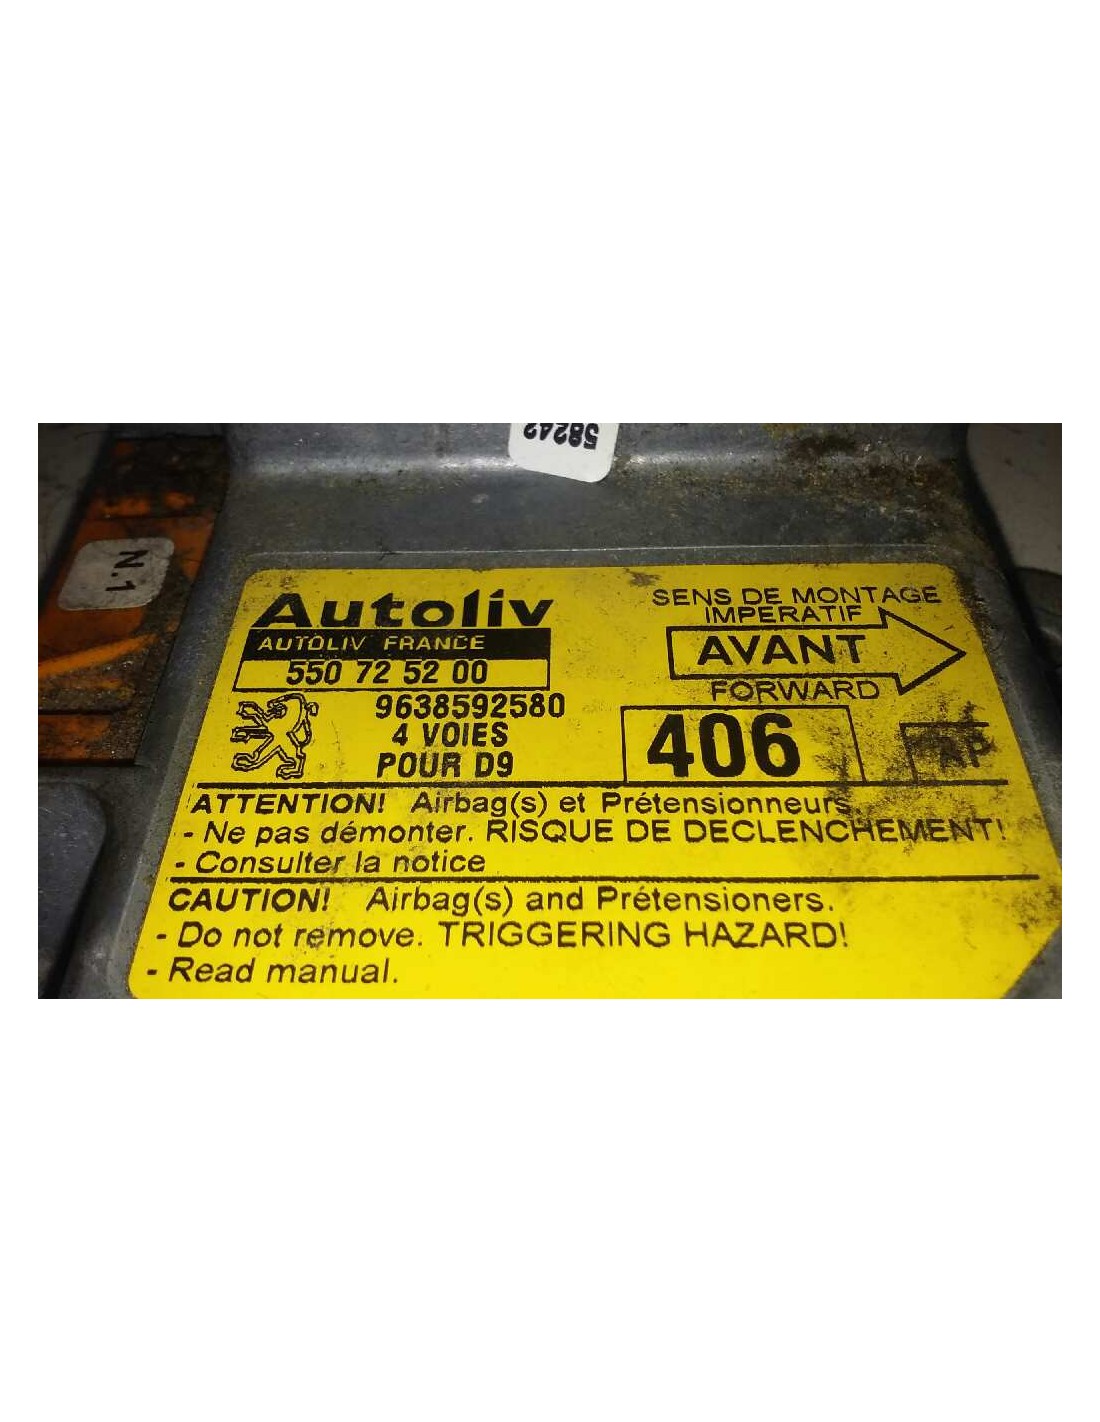 58242
N.1
Autoliv
AUTOLIV FRANCE
550 72 52 00
9638592580
4 VOIES
POUR D9
SENS DE MONTAGE
IMPERATIF
AVANT
FORWARD
406
AP
ATTENTION! Airbag(s) et Prétensionneurs.
- Ne pas démonter. RISQUE DE DECLENCHEMENT!
- Consulter la notice
CAUTION! Airbag(s) and Prétensioners.
- Do not remove. TRIGGERING HAZARD!
- Read manual.